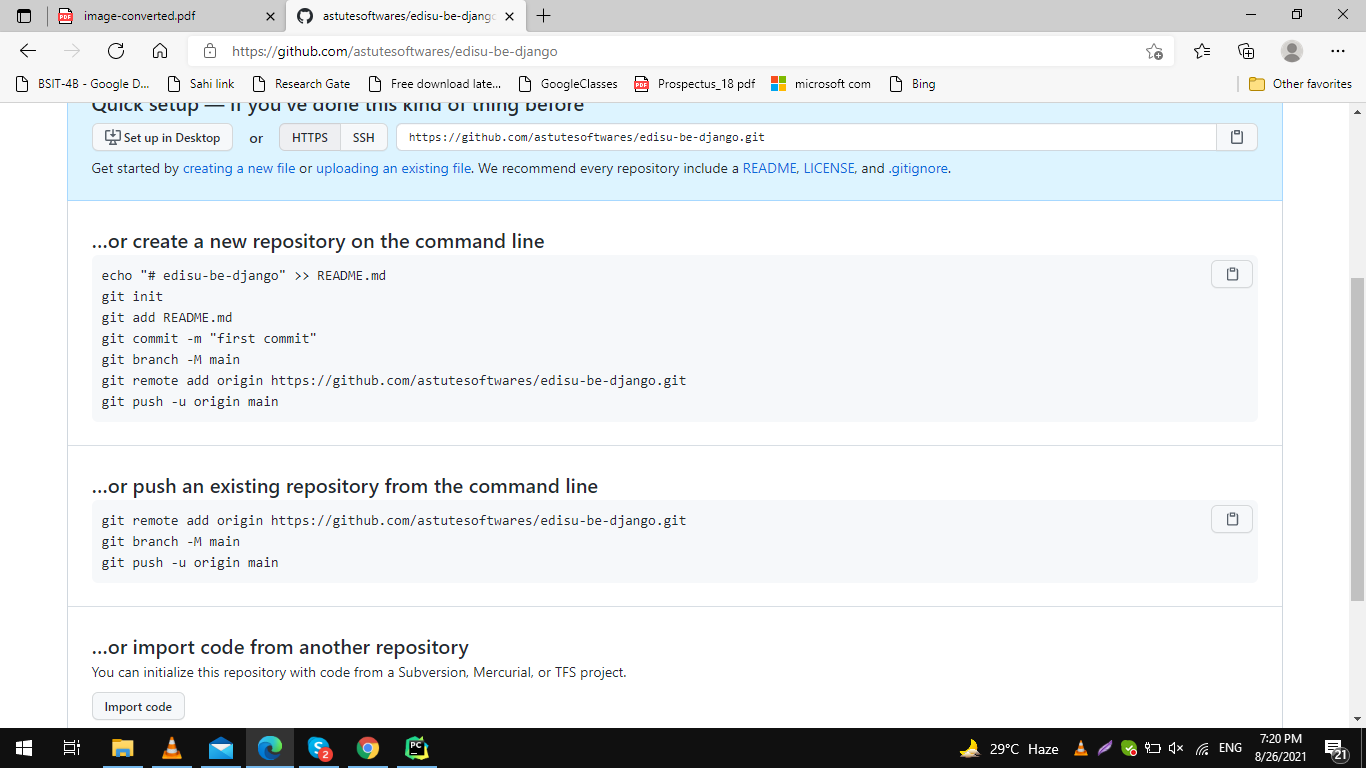 image-converted.pdf
astutesoftwares/edisu-be-django
https://github.com/astutesoftwares/edisu-be-django
BSIT-4B - Google D...
Sahi link
Research Gate
Free download late...
GoogleClasses
Prospectus_18 pdf
microsoft com
Bing
Other favorites
Quick setup — if you've done this kind of thing before
Set up in Desktop
or
HTTPS
SSH
https://github.com/astutesoftwares/edisu-be-django.git
Get started by creating a new file or uploading an existing file. We recommend every repository include a README, LICENSE, and .gitignore.
...or create a new repository on the command line
echo "# edisu-be-django" >> README.md
git init
git add README.md
git commit -m "first commit"
git branch -M main
git remote add origin https://github.com/astutesoftwares/edisu-be-django.git
git push -u origin main
...or push an existing repository from the command line
git remote add origin https://github.com/astutesoftwares/edisu-be-django.git
git branch -M main
git push -u origin main
...or import code from another repository
You can initialize this repository with code from a Subversion, Mercurial, or TFS project.
Import code
2
PC
29°C Haze
ENG
7:20 PM
8/26/2021
21